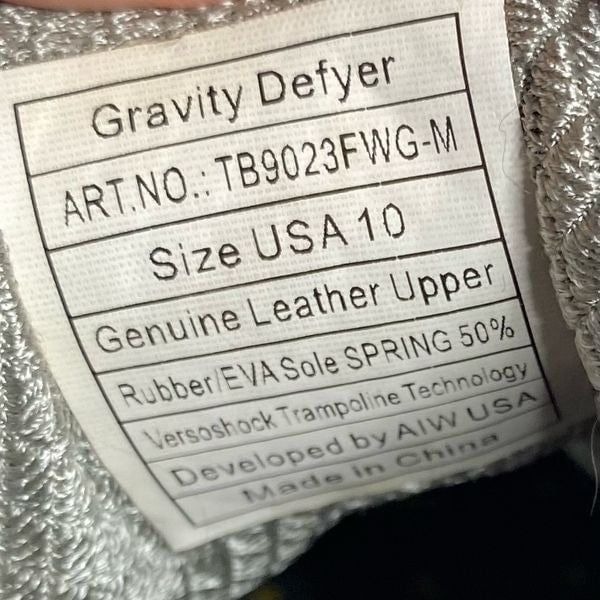 Gravity Defyer
ART.NO.: TB9023FWG-M
Size USA 10
Genuine Leather Upper
Rubber/EVA Sole SPRING 50%
Versoshock Trampoline Technology
Developed by AIW USA
Made in China